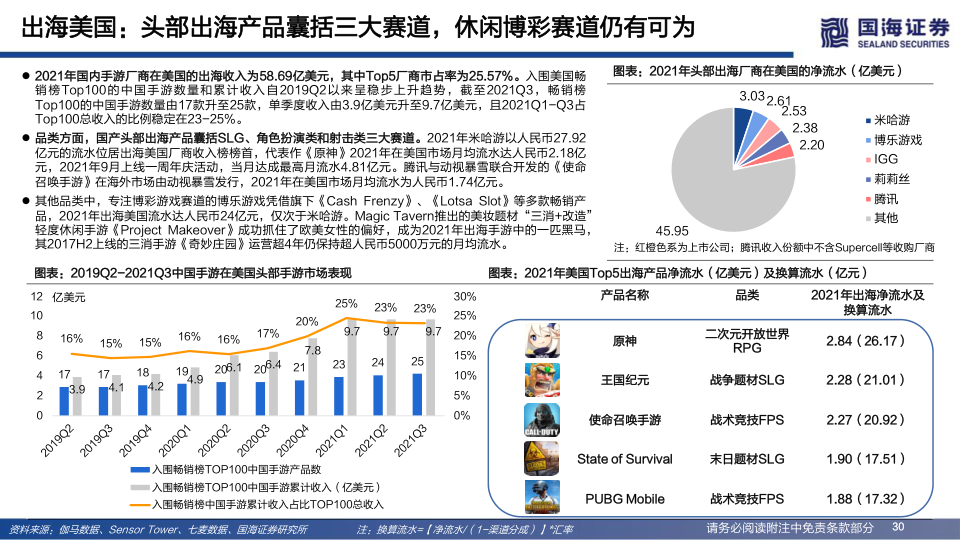 出海美国：头部出海产品囊括三大赛道，休闲博彩赛道仍有可为
国海证券
SEALAND SECURITIES
● 2021年国内手游厂商在美国的出海收入为58.69亿美元，其中Top5厂商市占率为25.57%。入围美国畅
销榜Top100的中国手游数量和累计收入自2019Q2以来呈稳步上升趋势，截至2021Q3，畅销榜
Top100的中国手游数量由17款升至25款，单季度收入由3.9亿美元升至9.7亿美元，且2021Q1-Q3占
Top100总收入的比例稳定在23-25%。
● 品类方面，国产头部出海产品囊括SLG、角色扮演类和射击类三大赛道。2021年米哈游以人民币27.92
亿元的流水位居出海美国厂商收入榜榜首，代表作《原神》2021年在美国市场月均流水达人民币2.18亿
元，2021年9月上线一周年庆活动，当月达成最高月流水4.81亿元。腾讯与动视暴雪联合开发的《使命
召唤手游》在海外市场由动视暴雪发行，2021年在美国市场月均流水为人民币1.74亿元。
● 其他品类中，专注博彩游戏赛道的博乐游戏凭借旗下《Cash Frenzy》、《Lotsa Slot》等多款畅销产
品，2021年出海美国流水达人民币24亿元，仅次于米哈游。Magic Tavern推出的美妆题材“三消+改造”
轻度休闲手游《Project Makeover》成功抓住了欧美女性的偏好，成为2021年出海手游中的一匹黑马，
其2017H2上线的三消手游《奇妙庄园》运营超4年仍保持超人民币5000万元的月均流水。
图表：2021年头部出海厂商在美国的净流水（亿美元）
3.03
2.61
2.53
2.38
2.20
45.95
米哈游
博乐游戏
IGG
莉莉丝
腾讯
其他
注：红橙色系为上市公司；腾讯收入份额中不含Supercell等收购厂商
图表：2019Q2-2021Q3中国手游在美国头部手游市场表现
12
10
8
6
4
2
0
亿美元
30%
25%
20%
15%
10%
5%
0%
16%
15%
15%
16%
16%
17%
20%
25%
23%
23%
17
17
18
19
20
20
21
23
24
25
3.9
4.1
4.2
4.9
6.1
6.4
7.8
9.7
9.7
9.7
2019Q2
2019Q3
2019Q4
2020Q1
2020Q2
2020Q3
2020Q4
2021Q1
2021Q2
2021Q3
入围畅销榜TOP100中国手游产品数
入围畅销榜TOP100中国手游累计收入（亿美元）
入围畅销榜中国手游累计收入占比TOP100总收入
图表：2021年美国Top5出海产品净流水（亿美元）及换算流水（亿元）
产品名称 品类 2021年出海净流水及
换算流水
原神 二次元开放世界
RPG 2.84（26.17）
王国纪元 战争题材SLG 2.28（21.01）
CALL·DUTY
使命召唤手游 战术竞技FPS 2.27（20.92）
State of Survival 末日题材SLG 1.90（17.51）
PUBG Mobile 战术竞技FPS 1.88（17.32）
资料来源：伽马数据、Sensor Tower、七麦数据、国海证券研究所
注：换算流水=【净流水/（1-渠道分成）】*汇率
请务必阅读附注中免责条款部分 30